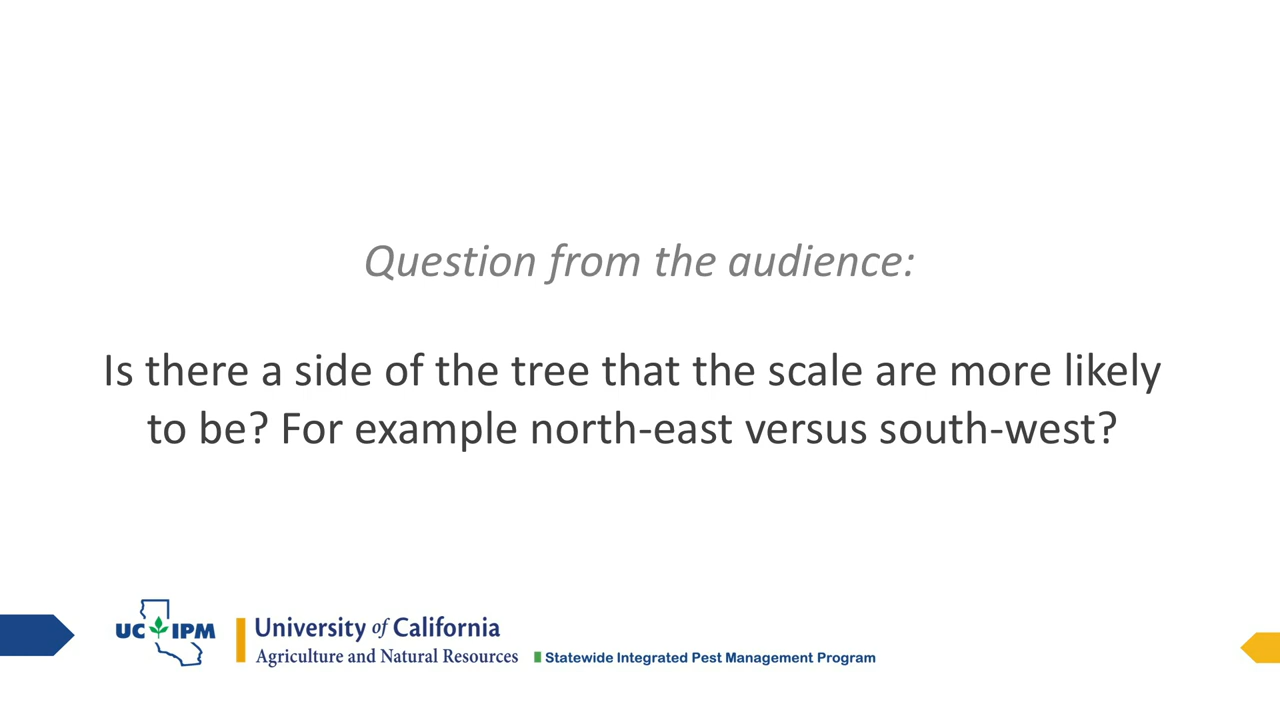 Question from the audience:
Is there a side of the tree that the scale are more likely
to be? For example north-east versus south-west?
UC IPM
University of California
Agriculture and Natural Resources
Statewide Integrated Pest Management Program